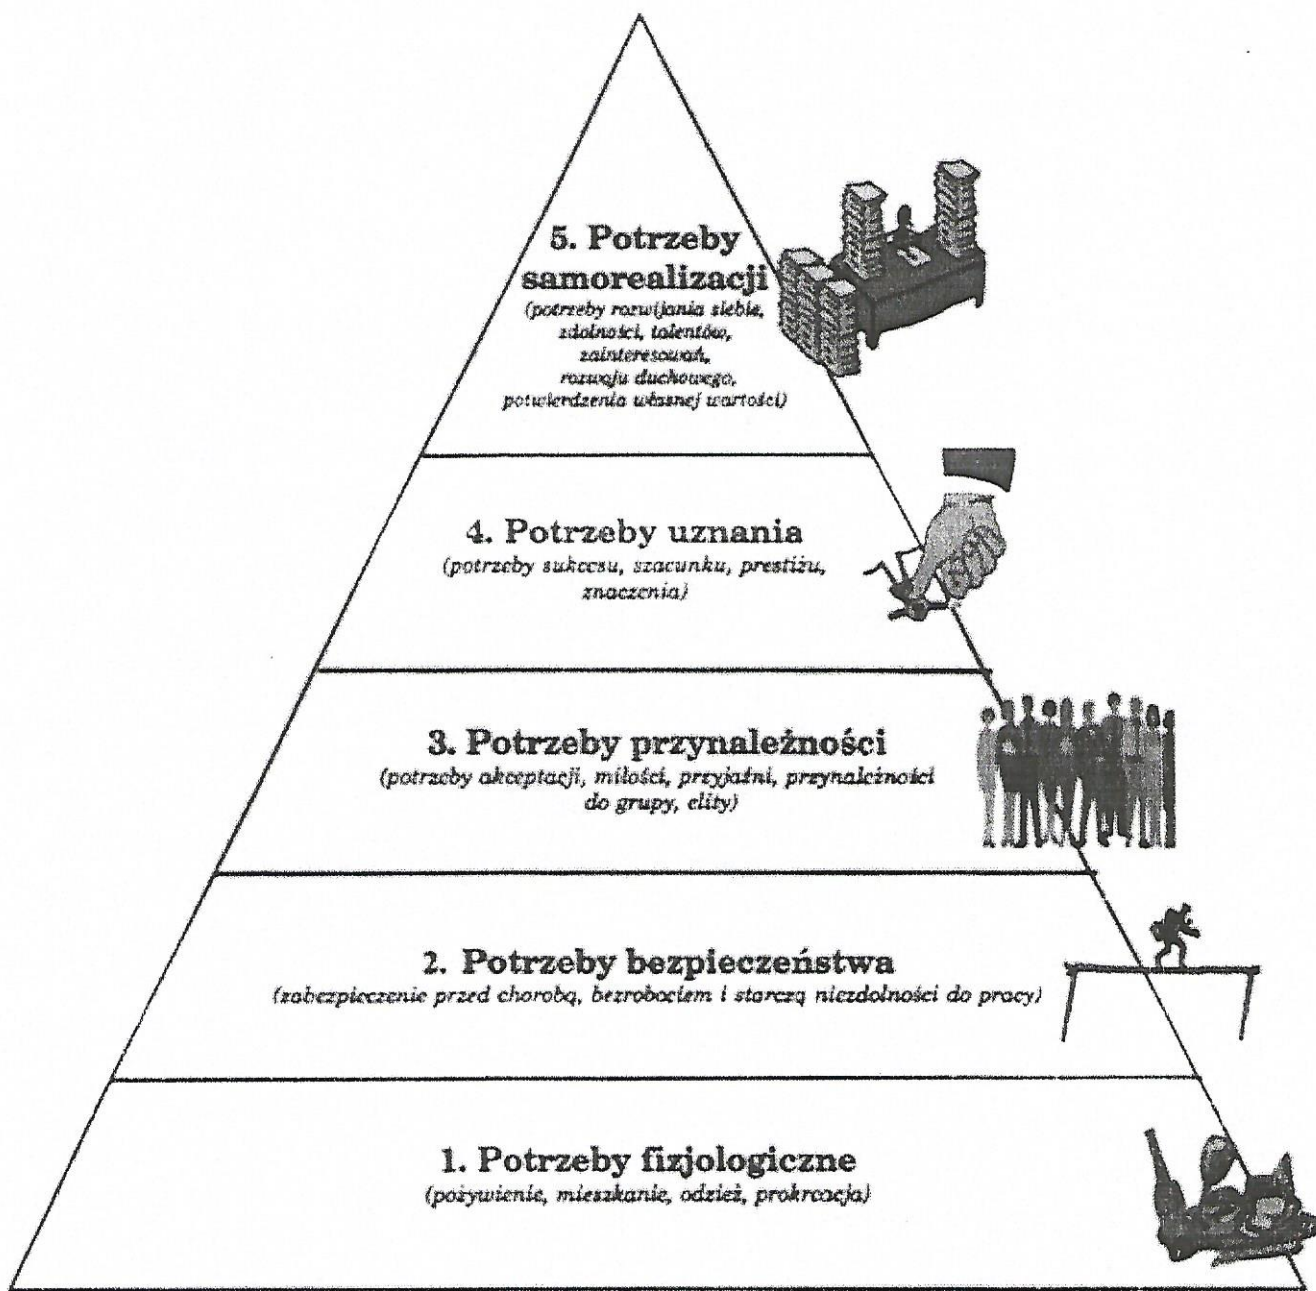 5. Potrzeby
samorealizacji
(potrzeby rozwijania siebie,
zdolności, talentów,
zainteresowań,
rozwoju duchowego,
potwierdzenia własnej wartości)
4. Potrzeby uznania
(potrzeby sukcesu, szacunku, prestiżu,
znaczenia)
3. Potrzeby przynależności
(potrzeby akceptacji, miłości, przyjaźni, przynależności
do grupy, elity)
2. Potrzeby bezpieczeństwa
(zabezpieczenie przed chorobą, bezrobociem i starczą niezdolności do pracy)
1. Potrzeby fizjologiczne
(pożywienie, mieszkanie, odzież, prokreacja)